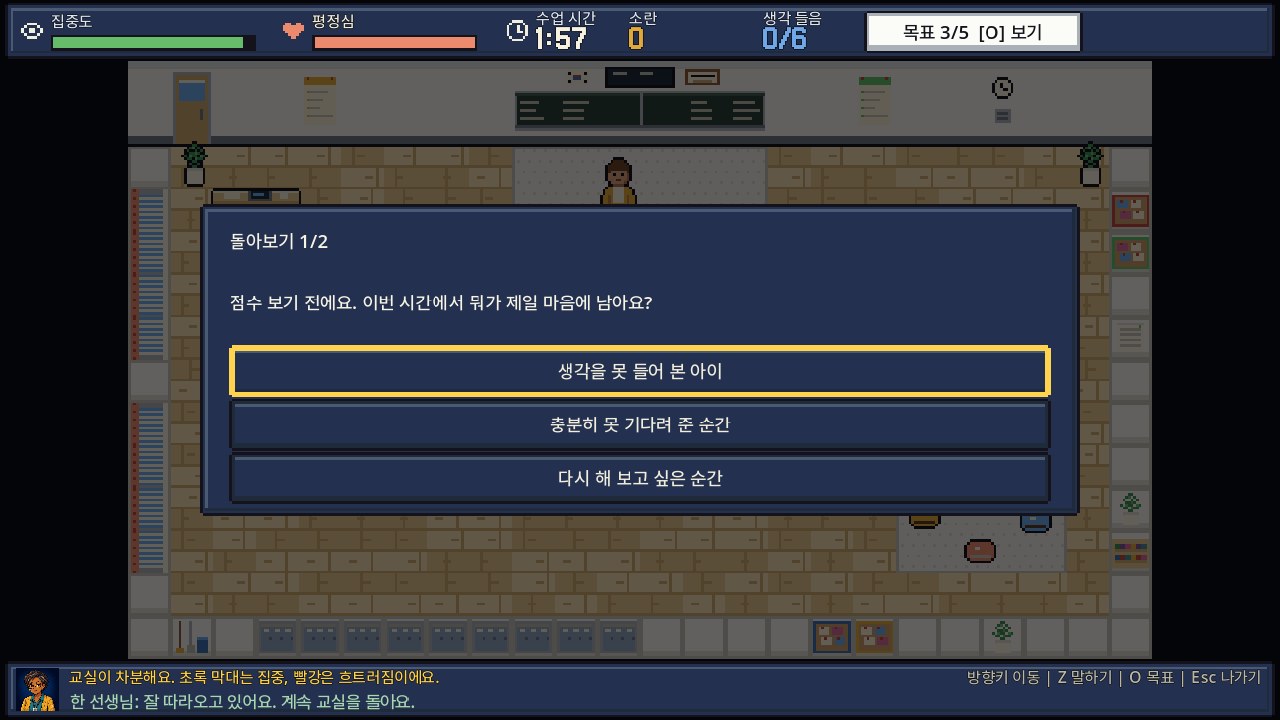 집중도
평정심
수업 시간
1:57
소란
0
생각 들음
0/6
목표 3/5 [O] 보기
돌아보기 1/2
점수 보기 진에요. 이빈 시간에서 뭐가 제일 마음에 남아요?
생각을 못 들어 본 아이
충분히 못 기다려 준 순간
다시 해 보고 싶은 순간
교실이 차분해요. 초록 막대는 집중, 빨강은 흐트러짐이에요.
한 선생님: 잘 따라오고 있어요. 계속 교실을 돌아요.
방향키 이동 | Z 말하기 | O 목표 | Esc 나가기